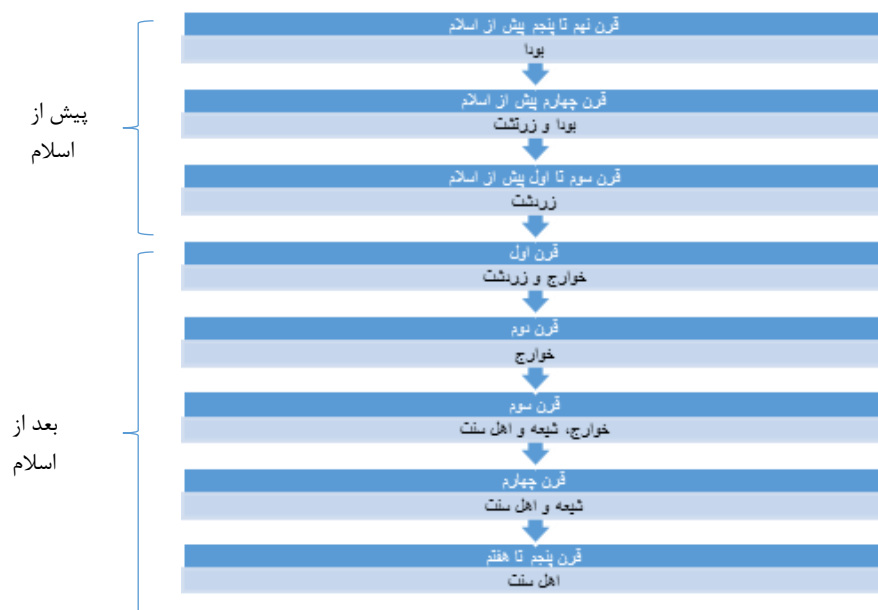 قرن نهم تا پنجم پیش از اسلام
بودا
قرن چهارم پیش از اسلام
بودا و زرتشت
قرن سوم تا اول پیش از اسلام
زردشت
پیش از
اسلام
قرن اول
خوارج و زردشت
قرن دوم
خوارج
قرن سوم
خوارج، شیعه و اهل سنت
قرن چهارم
شیعه و اهل سنت
قرن پنجم تا هفتم
اهل سنت
بعد از
اسلام